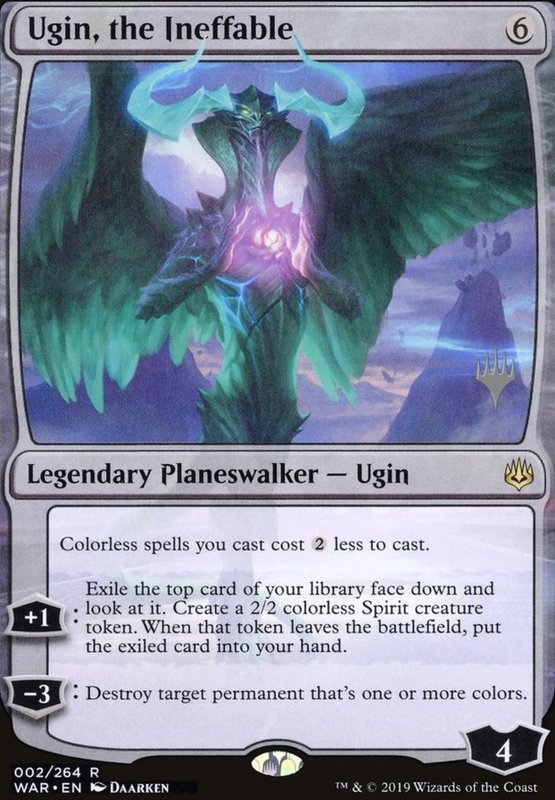 Ugin, the Ineffable 6
Legendary Planeswalker — Ugin
Colorless spells you cast cost 2 less to cast.
+1: Exile the top card of your library face down and
look at it. Create a 2/2 colorless Spirit creature
token. When that token leaves the battlefield, put
the exiled card into your hand.
−3: Destroy target permanent that's one or more colors.
4
002/264 R
WAR • EN Daarken
™ & © 2019 Wizards of the Coast